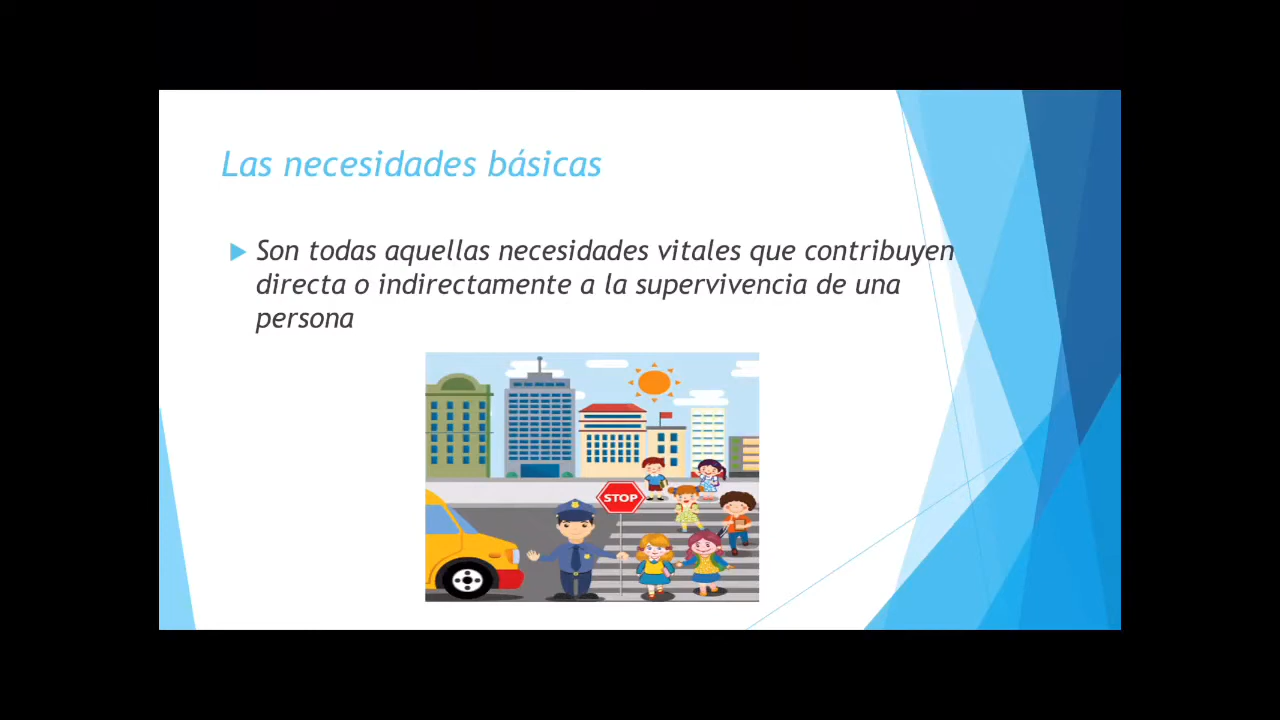 Las necesidades básicas
Son todas aquellas necesidades vitales que contribuyen
directa o indirectamente a la supervivencia de una
persona
STOP